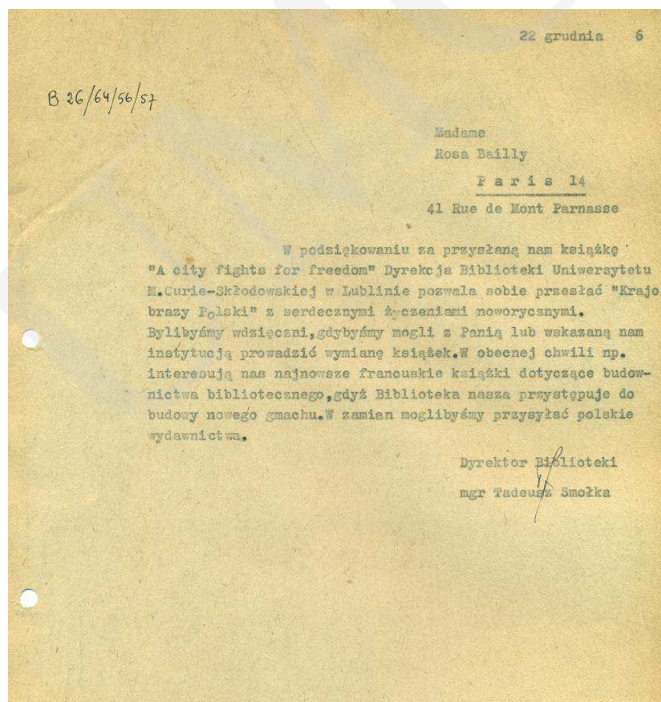 22 grudnia 6
B 26/64/56/57
Madame
Rosa Bailly
Paris 14
41 Rue de Mont Parnasse
W podziękowaniu za przysłaną nam książkę
"A city fights for freedom" Dyrekcja Biblioteki Uniwersytetu
M.Curie-Skłodowskiej w Lublinie pozwala sobie przesłać "Krajo
brazy Polski" z serdecznymi życzeniami noworycznymi.
Bylibyśmy wdzięczni,gdybyśmy mogli z Panią lub wskazaną nam
instytucją prowadzić wymianę książek.W obecnej chwili np.
interesują nas najnowsze francuskie książki dotyczące budow-
nictwa bibliotecznego,gdyż Biblioteka nasza przystępuje do
budowy nowego gmachu.W zamian moglibyśmy przysyłać polskie
wydawnictwa.
Dyrektor Biblioteki
mgr Tadeusz Smołka